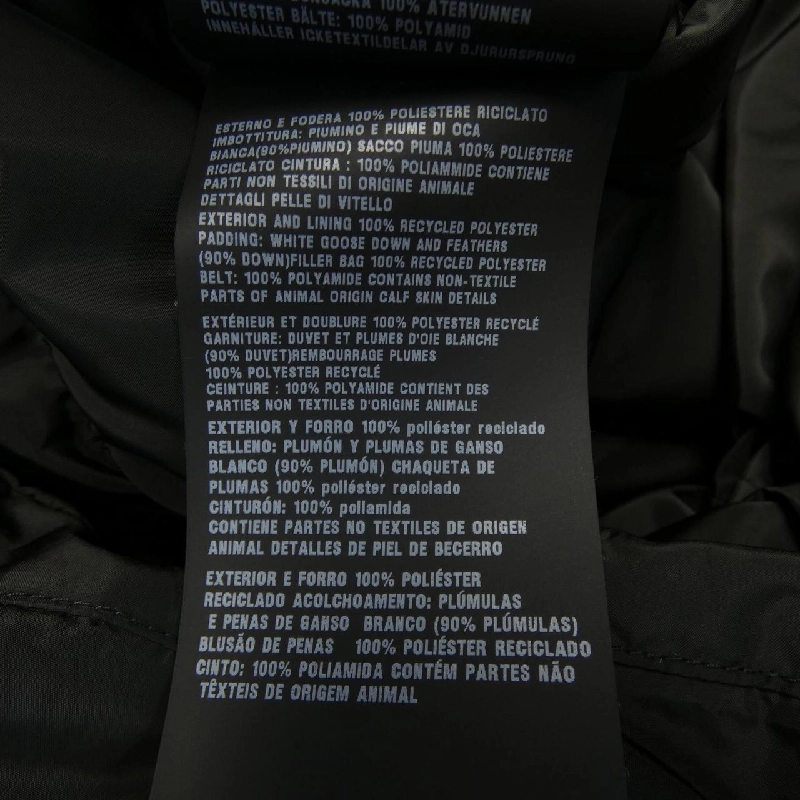 100% ÅTERVUNNEN
POLYESTER BÄLTE: 100% POLYAMID
INNEHÅLLER ICKETEXTILDELAR AV DJURURSPRUNG
ESTERNO E FODERA 100% POLIESTERE RICICLATO
IMBOTTITURA: PIUMINO E PIUME DI OCA
BIANCA(90%PIUMINO) SACCO PIUMA 100% POLIESTERE
RICICLATO CINTURA : 100% POLIAMMIDE CONTIENE
PARTI NON TESSILI DI ORIGINE ANIMALE
DETTAGLI PELLE DI VITELLO
EXTERIOR AND LINING 100% RECYCLED POLYESTER
PADDING: WHITE GOOSE DOWN AND FEATHERS
(90% DOWN)FILLER BAG 100% RECYCLED POLYESTER
BELT: 100% POLYAMIDE CONTAINS NON-TEXTILE
PARTS OF ANIMAL ORIGIN CALF SKIN DETAILS
EXTÉRIEUR ET DOUBLURE 100% POLYESTER RECYCLÉ
GARNITURE: DUVET ET PLUMES D'OIE BLANCHE
(90% DUVET)REMBOURRAGE PLUMES
100% POLYESTER RECYCLÉ
CEINTURE : 100% POLYAMIDE CONTIENT DES
PARTIES NON TEXTILES D'ORIGINE ANIMALE
EXTERIOR Y FORRO 100% poliéster reciclado
RELLENO: PLUMÓN Y PLUMAS DE GANSO
BLANCO (90% PLUMÓN) CHAQUETA DE
PLUMAS 100% poliéster reciclado
CINTURÓN: 100% poliamida
CONTIENE PARTES NO TEXTILES DE ORIGEN
ANIMAL DETALLES DE PIEL DE BECERRO
EXTERIOR E FORRO 100% POLIÉSTER
RECICLADO ACOLCHOAMENTO: PLÚMULAS
E PENAS DE GANSO BRANCO (90% PLÚMULAS)
BLUSÃO DE PENAS 100% POLIÉSTER RECICLADO
CINTO: 100% POLIAMIDA CONTÉM PARTES NÃO
TÊXTEIS DE ORIGEM ANIMAL